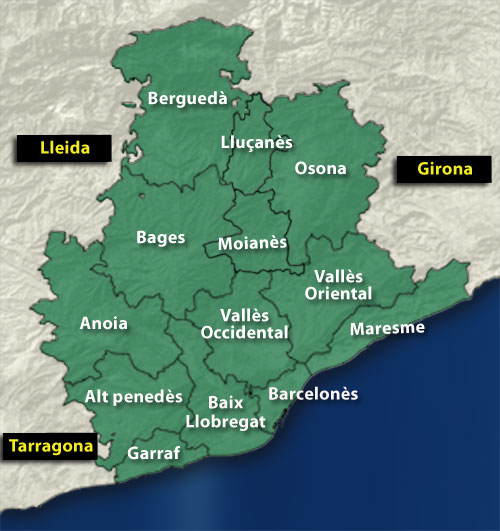 Berguedà
Lluçanès
Lleida
Osona
Girona
Bages
Moianès
Vallès
Oriental
Anoia
Vallès
Occidental
Maresme
Alt penedès
Baix
Llobregat
Barcelonès
Tarragona
Garraf